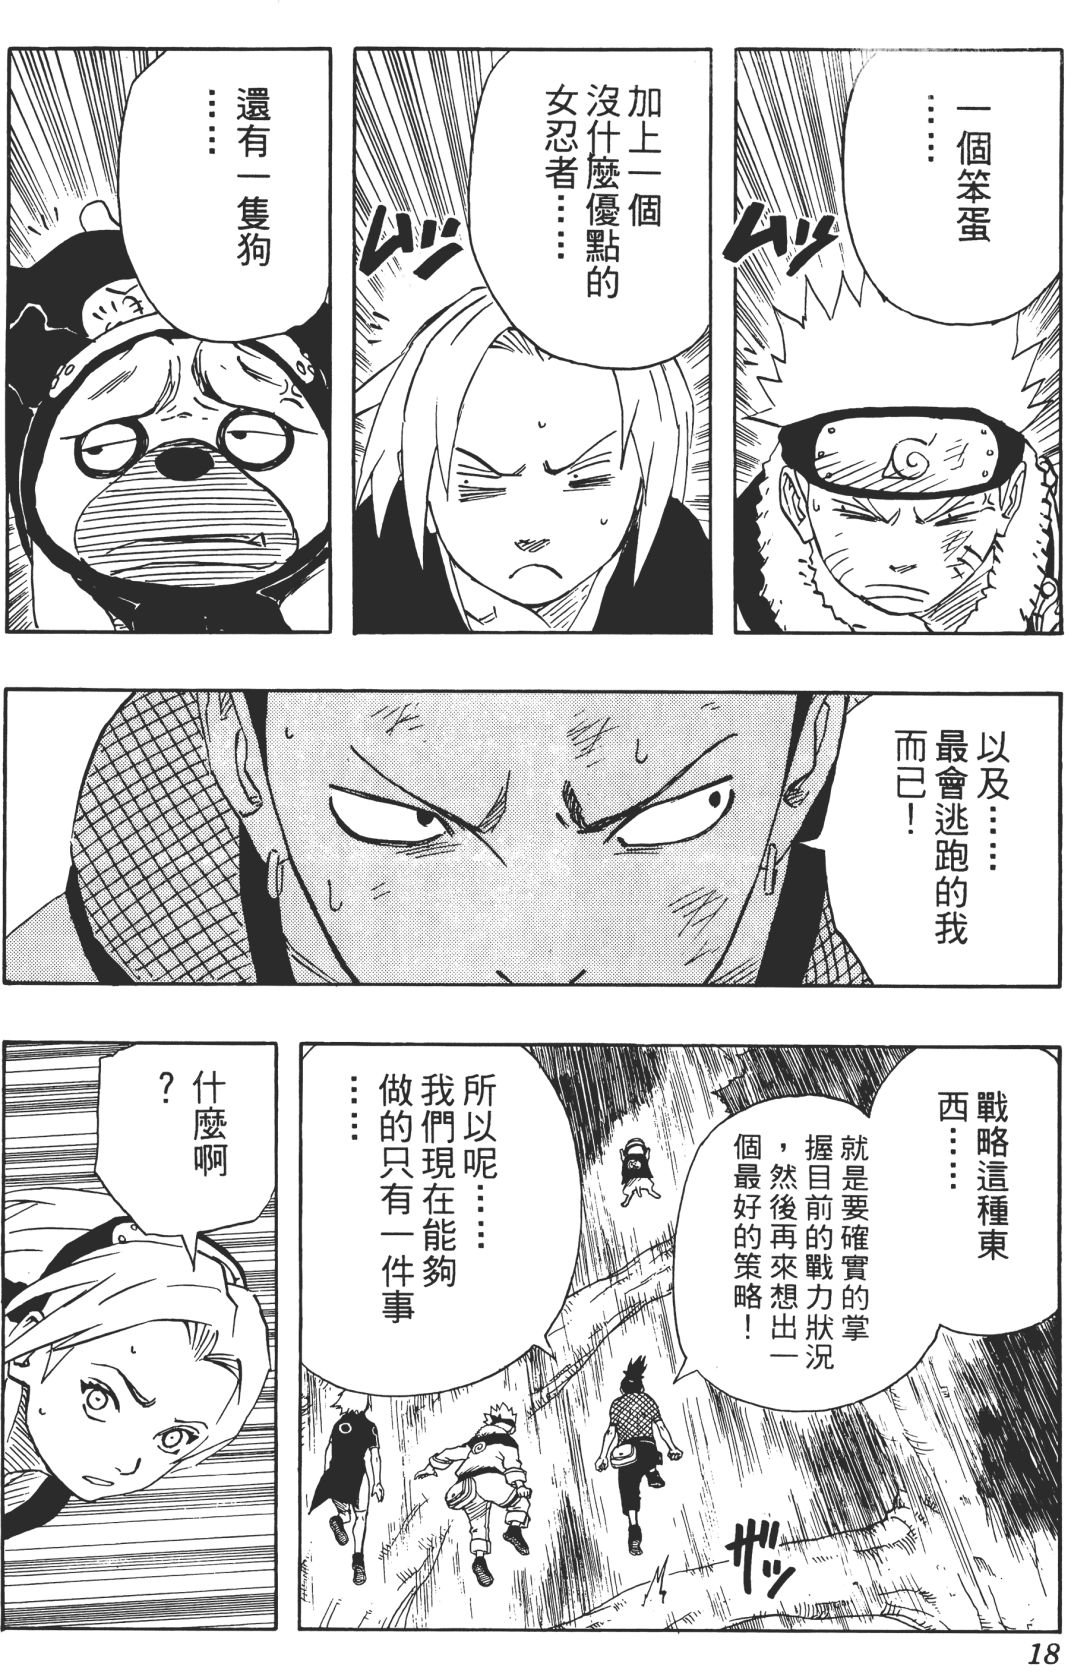 一個笨蛋
……
ムッ
加上一個
沒什麼優點的
女忍者……
ムッ
還有一隻狗
……
以及……
最會逃跑的我
而已！
戰略這種東
西……
就是要確實的掌
握目前的戰力狀況
，然後再來想出一
個最好的策略！
所以呢……
我們現在能夠
做的只有一件事
……
ザッ
什麼啊
？
18